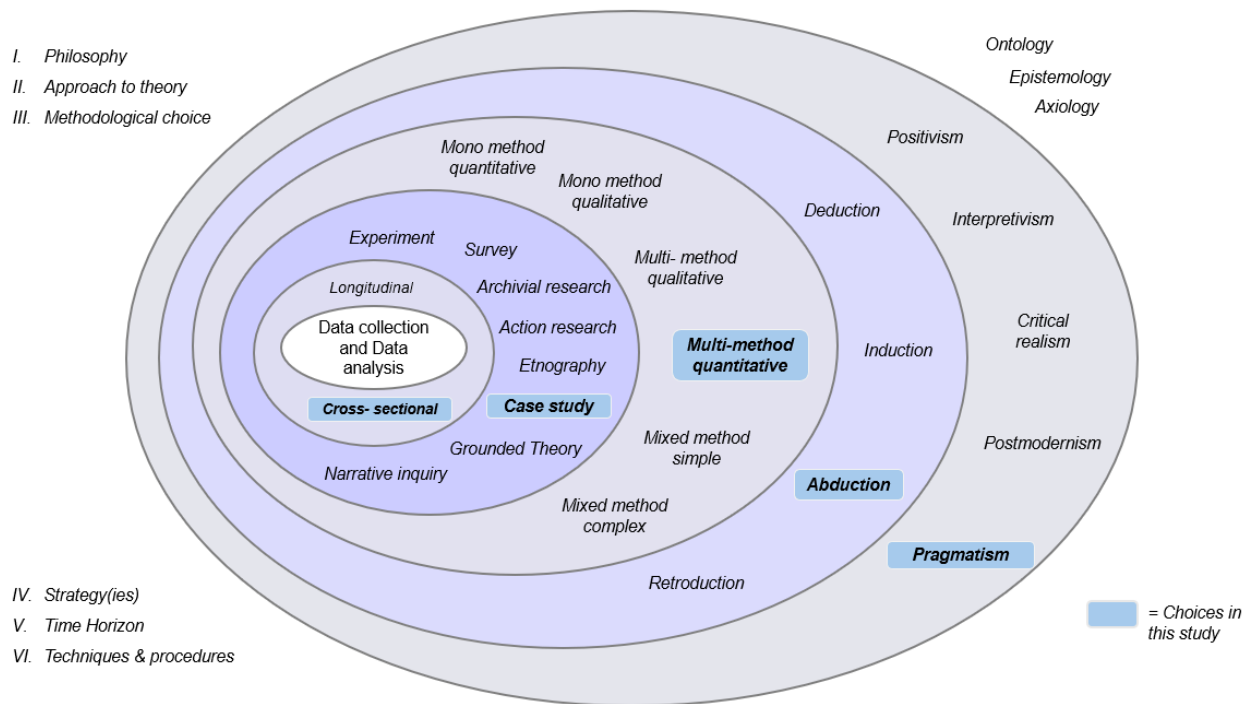 I. Philosophy
II. Approach to theory
III. Methodological choice
Ontology
Epistemology
Axiology
Positivism
Interpretivism
Critical
realism
Postmodernism
Pragmatism
Deduction
Induction
Abduction
Retroduction
Mono method
quantitative
Mono method
qualitative
Multi- method
qualitative
Multi-method
quantitative
Mixed method
simple
Mixed method
complex
Experiment
Survey
Archivial research
Action research
Etnography
Case study
Grounded Theory
Narrative inquiry
Longitudinal
Cross- sectional
Data collection
and Data
analysis
IV. Strategy(ies)
V. Time Horizon
VI. Techniques & procedures
= Choices in
this study